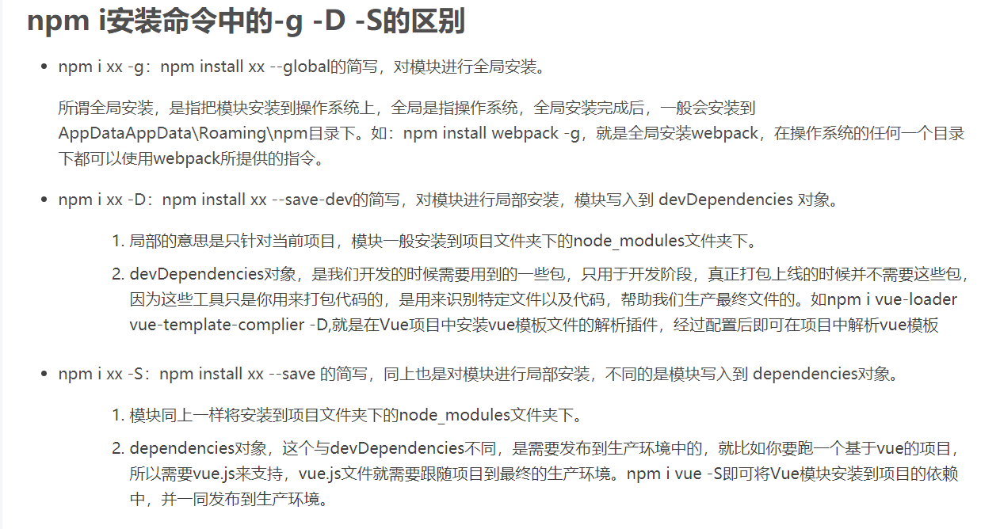 npm i安装命令中的-g -D -S的区别
npm i xx -g：npm install xx --global的简写，对模块进行全局安装。
所谓全局安装，是指把模块安装到操作系统上，全局是指操作系统，全局安装完成后，一般会安装到
AppDataAppData\Roaming\npm目录下。如：npm install webpack -g，就是全局安装webpack，在操作系统的任何一个目录
下都可以使用webpack所提供的指令。
npm i xx -D：npm install xx --save-dev的简写，对模块进行局部安装，模块写入到 devDependencies 对象。
1. 局部的意思是只针对当前项目，模块一般安装到项目文件夹下的node_modules文件夹下。
2. devDependencies对象，是我们开发的时候需要用到的一些包，只用于开发阶段，真正打包上线的时候并不需要这些包，
因为这些工具只是你用来打包代码的，是用来识别特定文件以及代码，帮助我们生产最终文件的。如npm i vue-loader
vue-template-complier -D,就是在Vue项目中安装vue模板文件的解析插件，经过配置后即可在项目中解析vue模板
npm i xx -S：npm install xx --save 的简写，同上也是对模块进行局部安装，不同的是模块写入到 dependencies对象。
1. 模块同上一样将安装到项目文件夹下的node_modules文件夹下。
2. dependencies对象，这个与devDependencies不同，是需要发布到生产环境中的，就比如你要跑一个基于vue的项目，
所以需要vue.js来支持，vue.js文件就需要跟随项目到最终的生产环境。npm i vue -S即可将Vue模块安装到项目的依赖
中，并一同发布到生产环境。